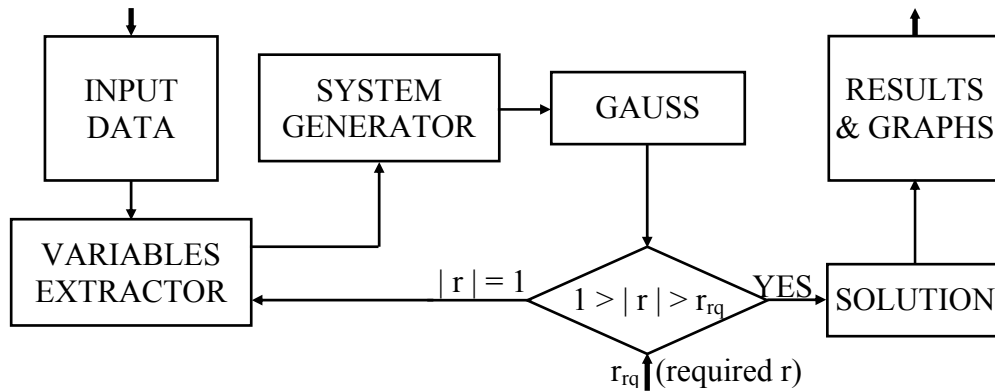 INPUT
DATA
SYSTEM
GENERATOR
GAUSS
RESULTS
& GRAPHS
VARIABLES
EXTRACTOR
| r | = 1
1 > | r | > rrq
YES
SOLUTION
rrq (required r)